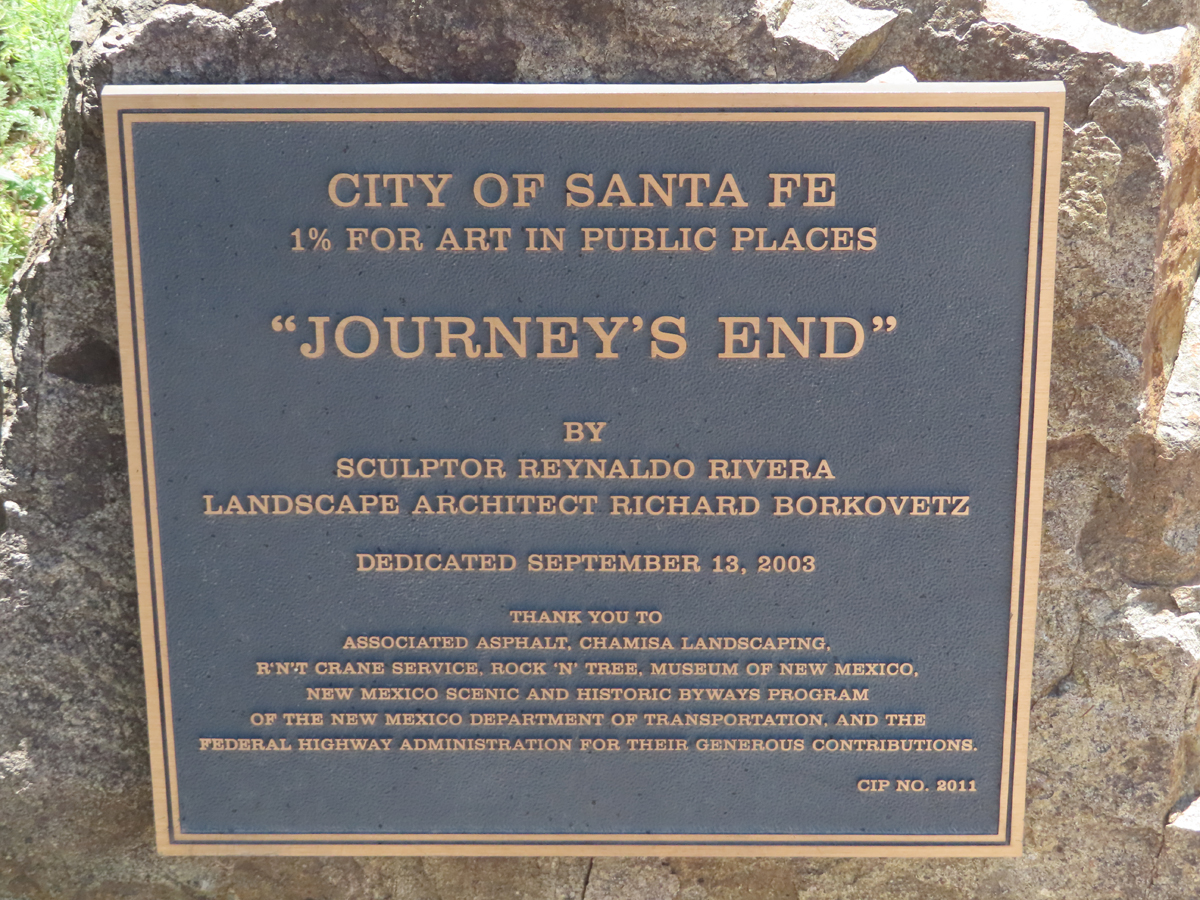 CITY OF SANTA FE
1% FOR ART IN PUBLIC PLACES
“JOURNEY’S END”
BY
SCULPTOR REYNALDO RIVERA
LANDSCAPE ARCHITECT RICHARD BORKOVETZ
DEDICATED SEPTEMBER 13, 2003
THANK YOU TO
ASSOCIATED ASPHALT, CHAMISA LANDSCAPING,
R'N'T CRANE SERVICE, ROCK 'N' TREE, MUSEUM OF NEW MEXICO,
NEW MEXICO SCENIC AND HISTORIC BYWAYS PROGRAM
OF THE NEW MEXICO DEPARTMENT OF TRANSPORTATION, AND THE
FEDERAL HIGHWAY ADMINISTRATION FOR THEIR GENEROUS CONTRIBUTIONS.
CIP NO. 2011